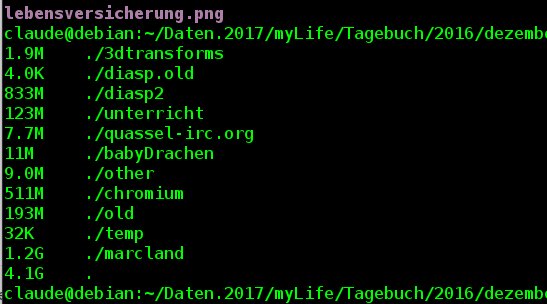 lebensversicherung.png
claude@debian:~/Daten.2017/myLife/Tagebuch/2016/dezembe
1.9M    ./3dtransforms
4.0K    ./diasp.old
833M    ./diasp2
123M    ./unterricht
7.7M    ./quassel-irc.org
11M     ./babyDrachen
9.0M    ./other
511M    ./chromium
193M    ./old
32K     ./temp
1.2G    ./marcland
4.1G    .
claude@debian:~/Daten.2017/myLife/Tagebuch/2016/dezembe